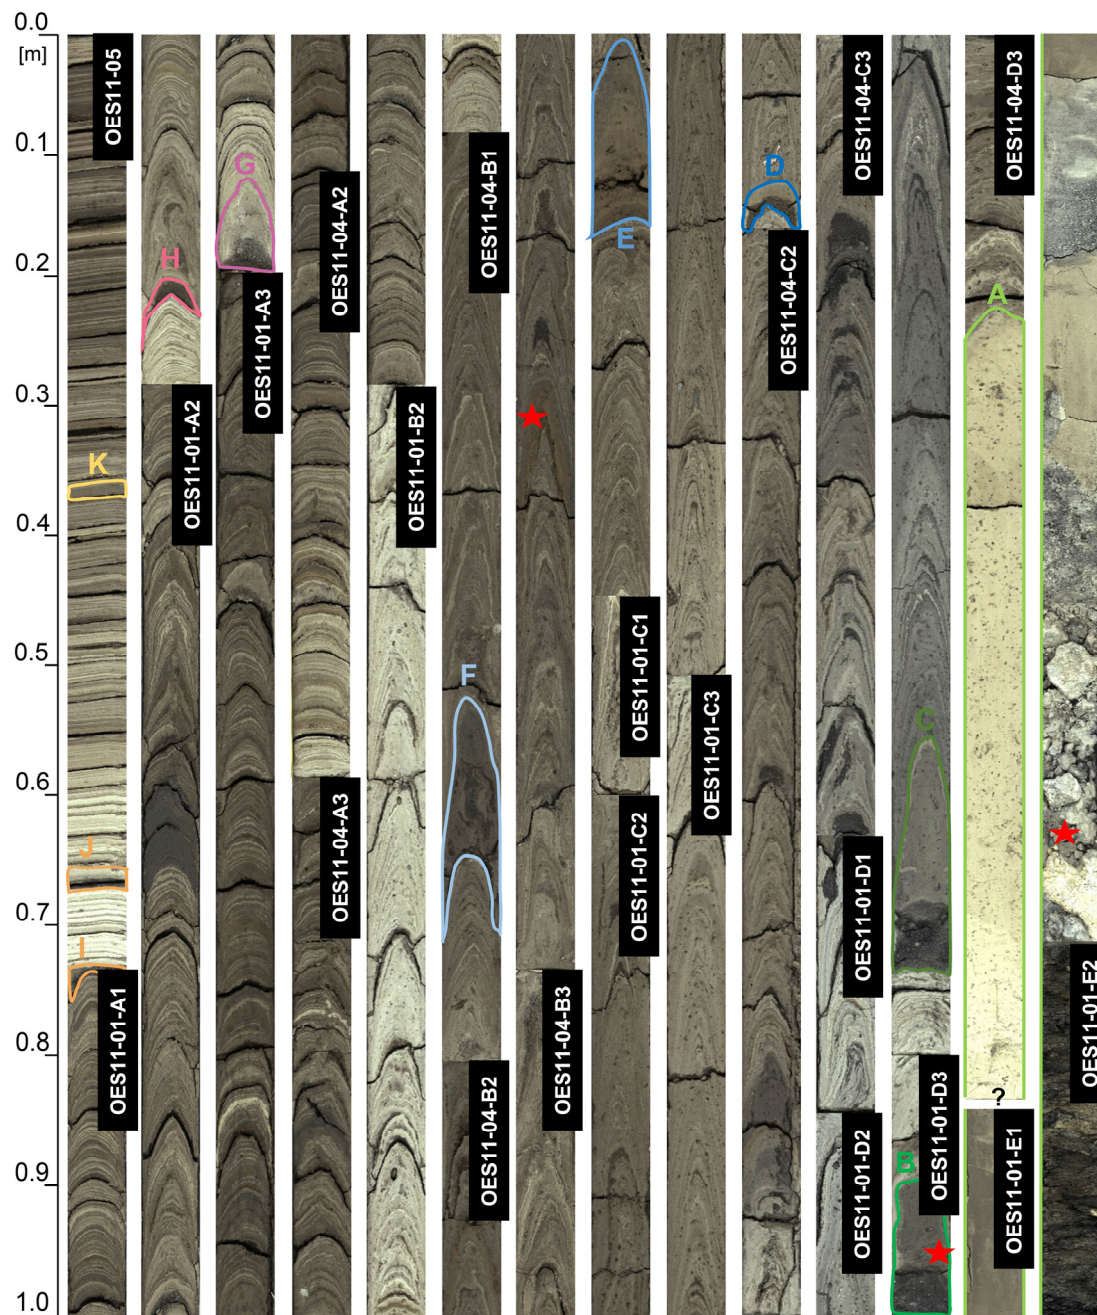 0.0
[m]
0.1
0.2
0.3
0.4
0.5
0.6
0.7
0.8
0.9
1.0
OES11-05
K
J
I
OES11-01-A1
H
OES11-01-A2
G
OES11-01-A3
OES11-04-A2
OES11-04-A3
OES11-01-B2
OES11-04-B1
F
OES11-04-B2
OES11-04-B3
E
OES11-01-C1
OES11-01-C2
OES11-01-C3
D
OES11-04-C2
OES11-04-C3
OES11-01-D1
OES11-01-D2
C
OES11-01-D3
B
OES11-04-D3
A
?
OES11-01-E1
OES11-01-E2